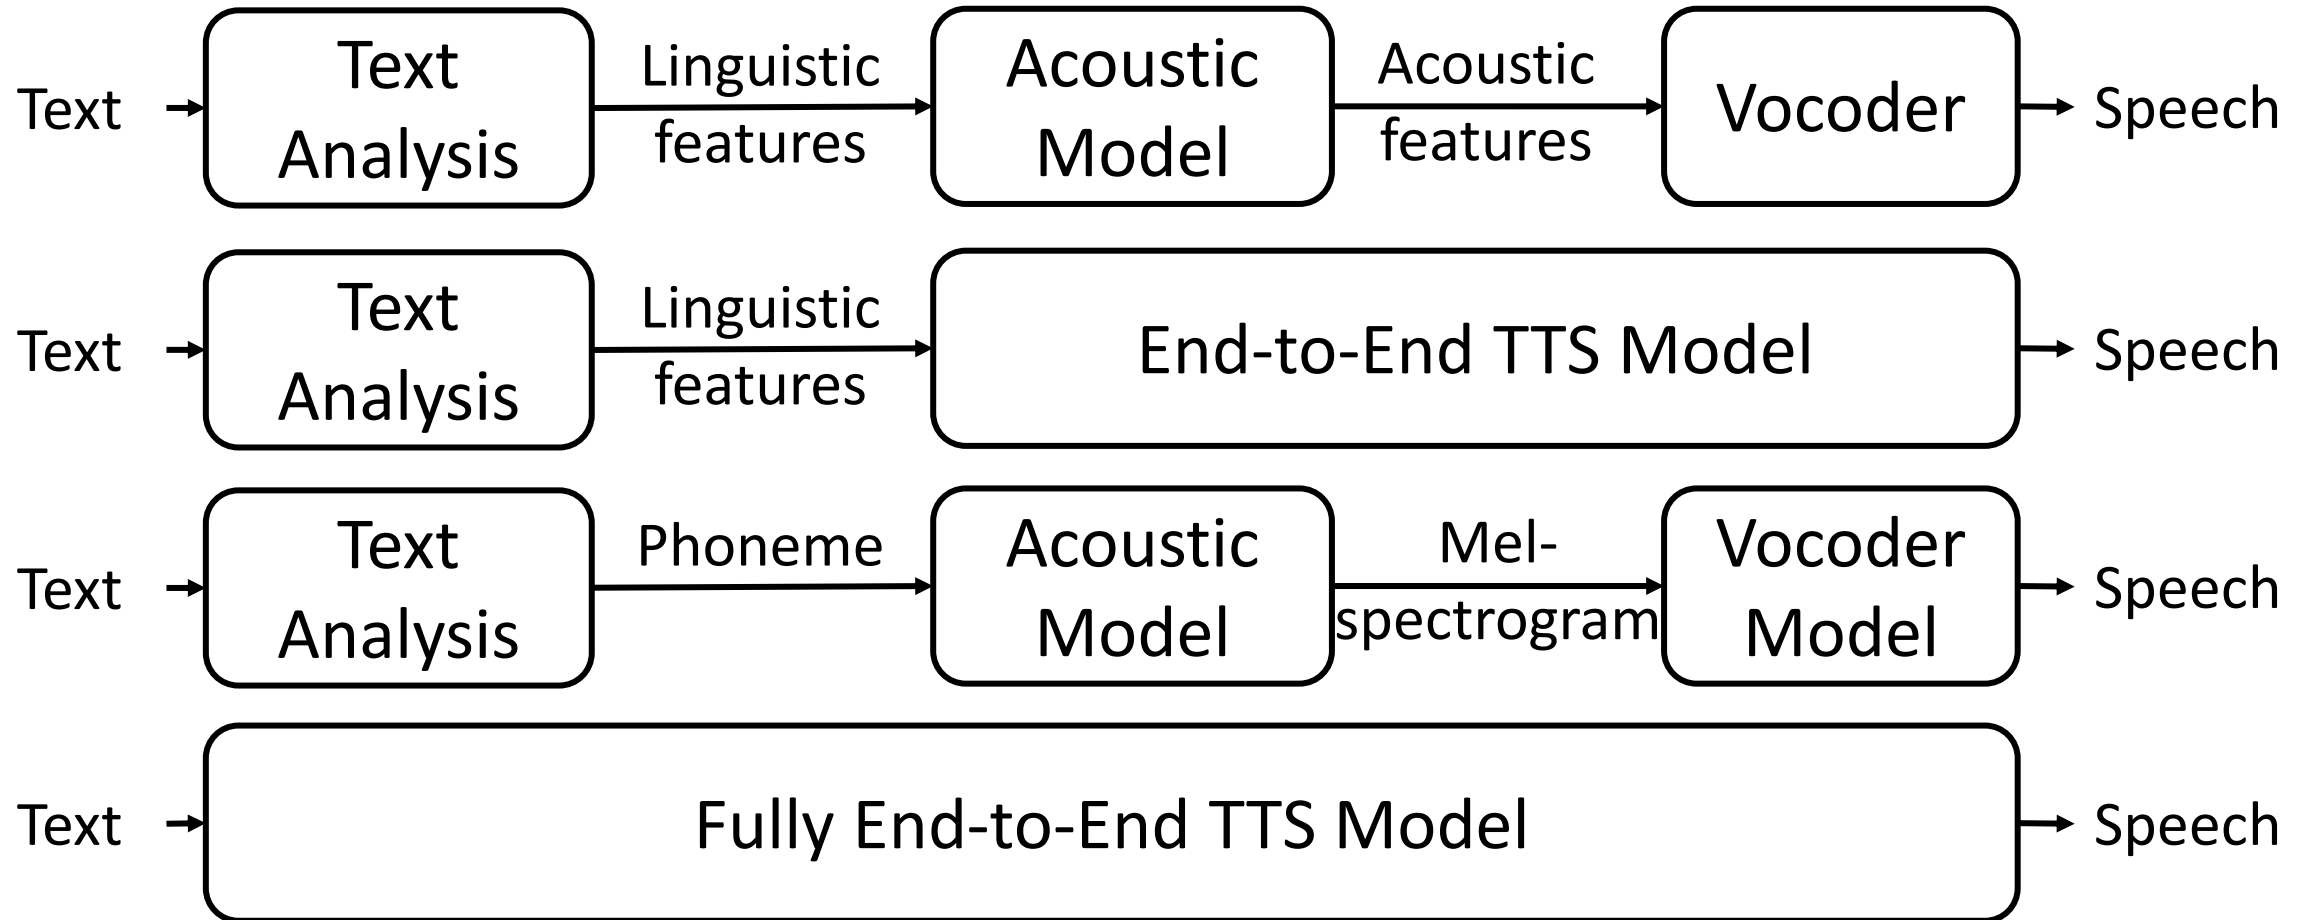 Text
Text
Analysis
Linguistic
features
Acoustic
Model
Acoustic
features
Vocoder
Speech
Text
Text
Analysis
Linguistic
features
End-to-End TTS Model
Speech
Text
Text
Analysis
Phoneme
Acoustic
Model
Mel-
spectrogram
Vocoder
Model
Speech
Text
Fully End-to-End TTS Model
Speech